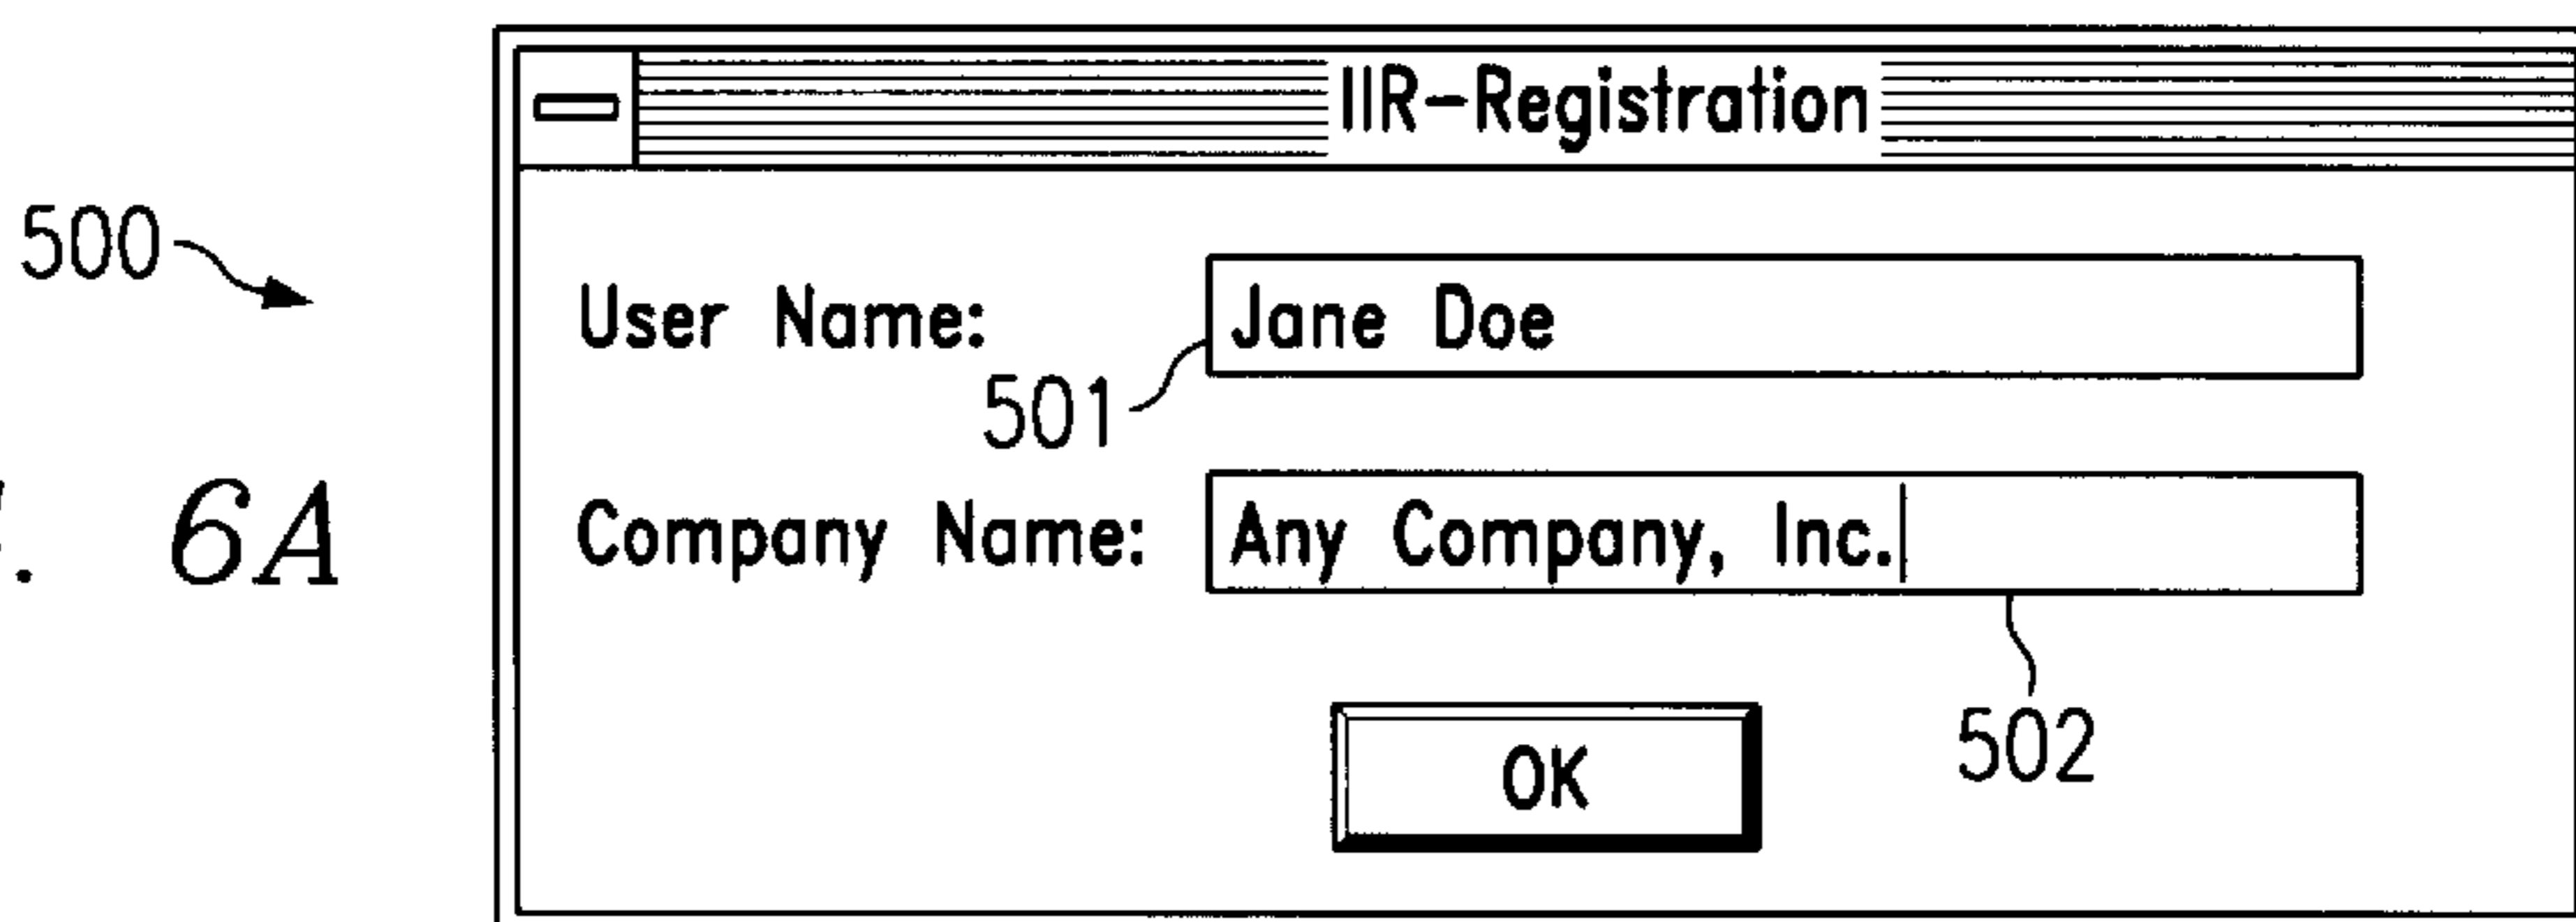 IIR-Registration
500
User Name: Jane Doe
501
6A
Company Name: Any Company, Inc.
502
OK